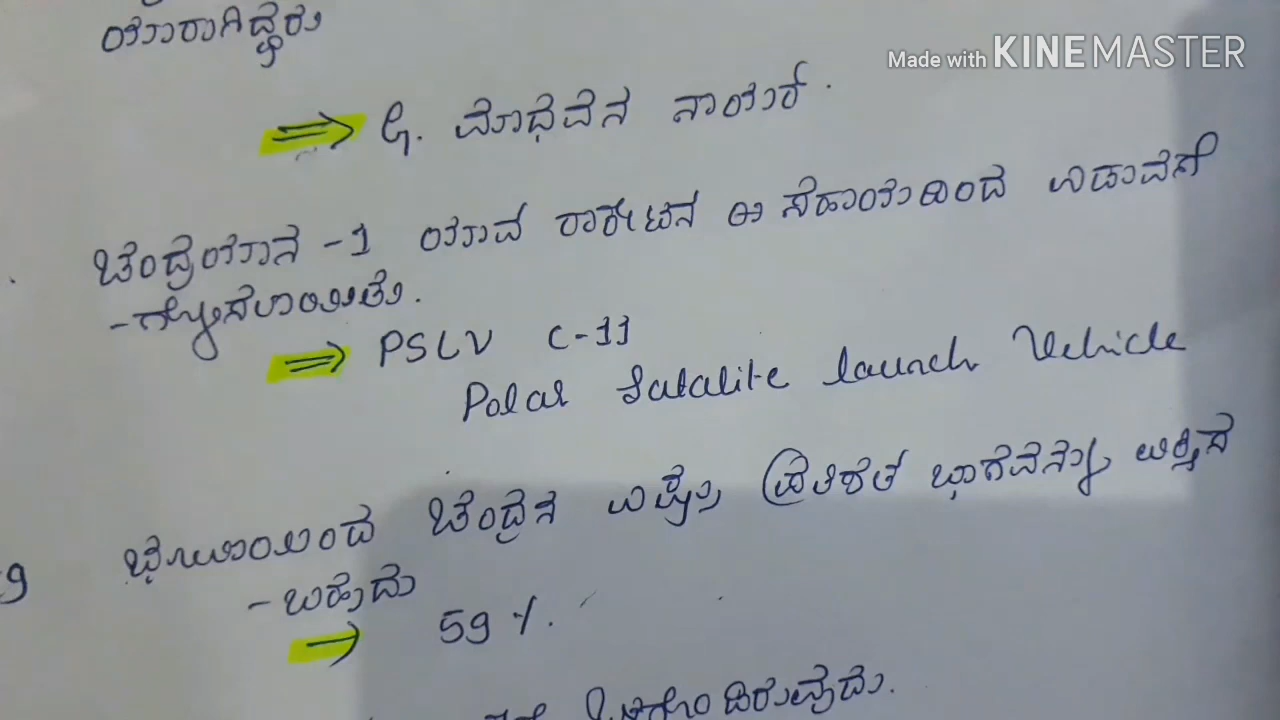 ಯಾರಾಗಿದ್ದರು
Made with KINEMASTER
⇒ ಜಿ. ಮಾಧವನ ನಾಯರ್.
ಚಂದ್ರಯಾನ -1 ಯಾವ ರಾಕೇಟನ ಸಹಾಯದಿಂದ ಉಡಾವಣೆ
-ಗೊಳಿಸಲಾಯಿತು.
⇒ PSLV C-11
Polar Satalite launch Vehicle
9 ಭೂಮಿಯಿಂದ ಚಂದ್ರನ ಎಷ್ಟು ಪ್ರತಿಶತ ಭಾಗವನ್ನು ವಿಕ್ಷಿಸ
-ಬಹುದು
→ 59 %.